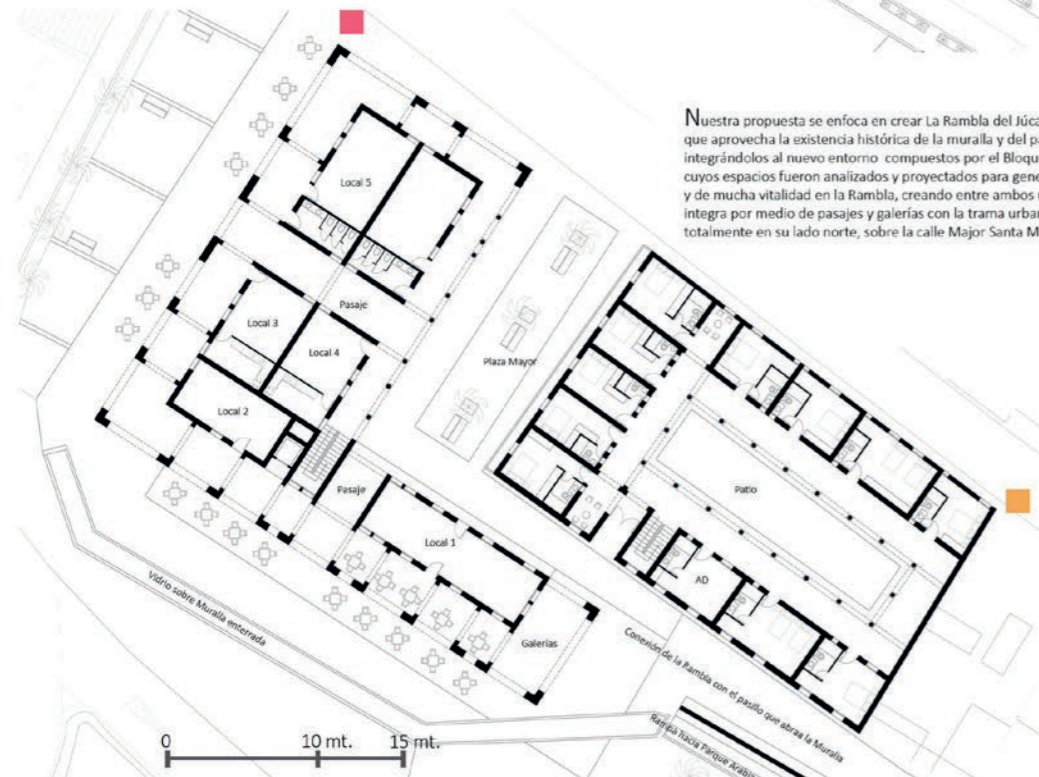 Nuestra propuesta se enfoca en crear La Rambla del Júca
que aprovecha la existencia histórica de la muralla y del pa
integrándolos al nuevo entorno compuestos por el Bloqu
cuyos espacios fueron analizados y proyectados para gene
y de mucha vitalidad en la Rambla, creando entre ambos
integra por medio de pasajes y galerías con la trama urba
totalmente en su lado norte, sobre la calle Major Santa M
Local 5
Pasaje
Local 3
Local 4
Plaza Mayor
Local 2
Pasaje
Patio
Local 1
AD
Galerías
Vidrio sobre Muralla enterrada
Conexión de la Rambla con el pasillo que abraa la Muralla
Rampa hacia Parque Arabis
0 10 mt. 15 mt.